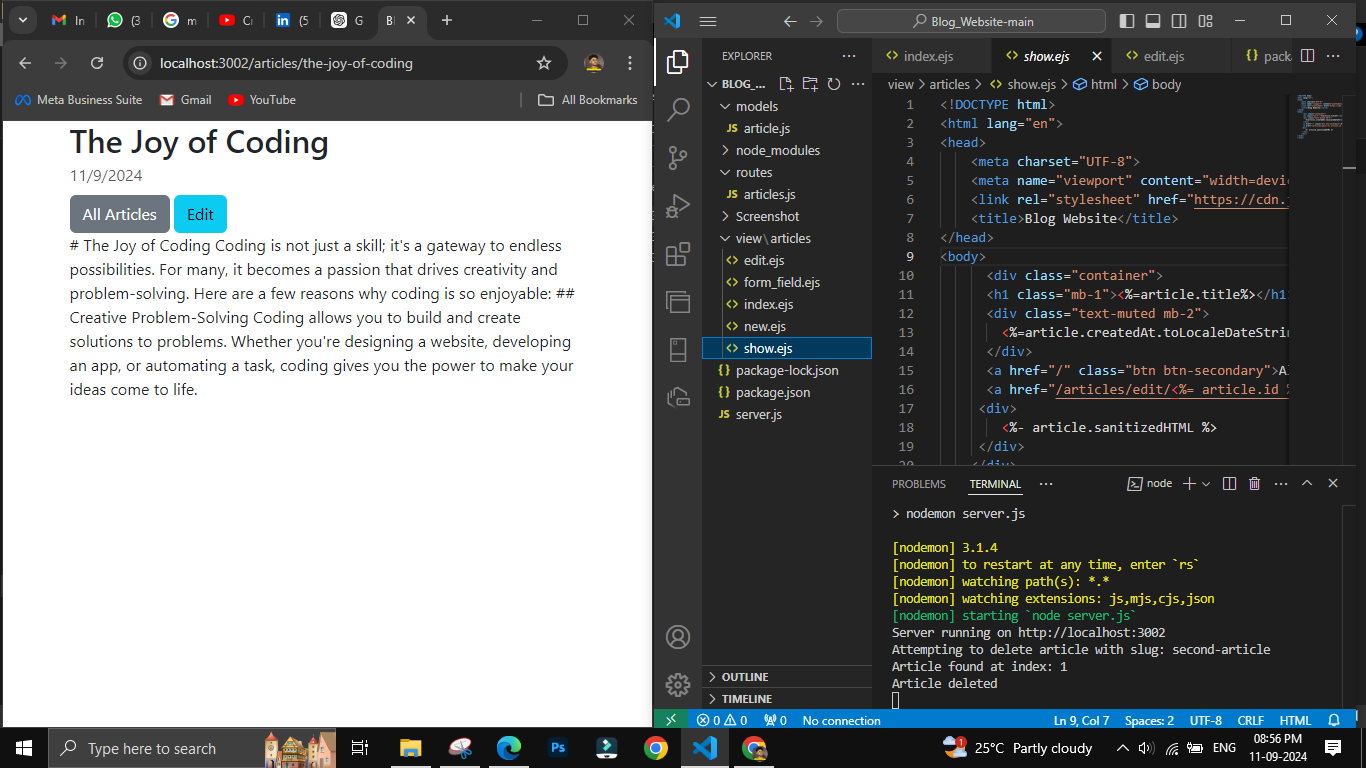 In
(3
G m
Ci
(5
G
Bl
localhost:3002/articles/the-joy-of-coding
Meta Business Suite
Gmail
YouTube
All Bookmarks
The Joy of Coding
11/9/2024
All Articles
Edit
# The Joy of Coding Coding is not just a skill; it's a gateway to endless
possibilities. For many, it becomes a passion that drives creativity and
problem-solving. Here are a few reasons why coding is so enjoyable: ##
Creative Problem-Solving Coding allows you to build and create
solutions to problems. Whether you're designing a website, developing
an app, or automating a task, coding gives you the power to make your
ideas come to life.
Blog_Website-main
EXPLORER
BLOG_...
models
JS article.js
node_modules
routes
JS articles.js
Screenshot
view\articles
edit.ejs
form_field.ejs
index.ejs
new.ejs
show.ejs
package-lock.json
package.json
JS server.js
OUTLINE
TIMELINE
index.ejs
show.ejs
edit.ejs
{} pack
view > articles > show.ejs > html > body
1 <!DOCTYPE html>
2 <html lang="en">
3 <head>
4 <meta charset="UTF-8">
5 <meta name="viewport" content="width=devi
6 <link rel="stylesheet" href="https://cdn.
7 <title>Blog Website</title>
8 </head>
9 <body>
10 <div class="container">
11 <h1 class="mb-1"><%=article.title%></h1
12 <div class="text-muted mb-2">
13 <%=article.createdAt.toLocaleDateStrin
14 </div>
15 <a href="/" class="btn btn-secondary">Al
16 <a href="/articles/edit/<%= article.id %
17 <div>
18 <%- article.sanitizedHTML %>
19 </div>
20 </div>
PROBLEMS
TERMINAL
node
> nodemon server.js
[nodemon] 3.1.4
[nodemon] to restart at any time, enter `rs`
[nodemon] watching path(s): *.*
[nodemon] watching extensions: js,mjs,cjs,json
[nodemon] starting `node server.js`
Server running on http://localhost:3002
Attempting to delete article with slug: second-article
Article found at index: 1
Article deleted
0 0 0 No connection
Ln 9, Col 7 Spaces: 2 UTF-8 CRLF HTML
Type here to search
Ps
1
25°C Partly cloudy
ENG
08:56 PM
11-09-2024